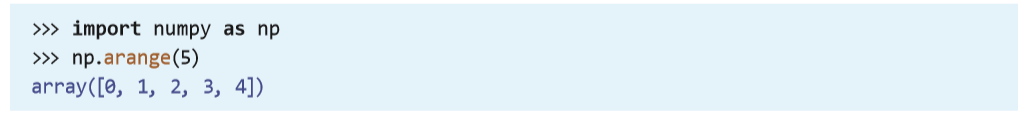 >>> import numpy as np
>>> np.arange(5)
array([0, 1, 2, 3, 4])